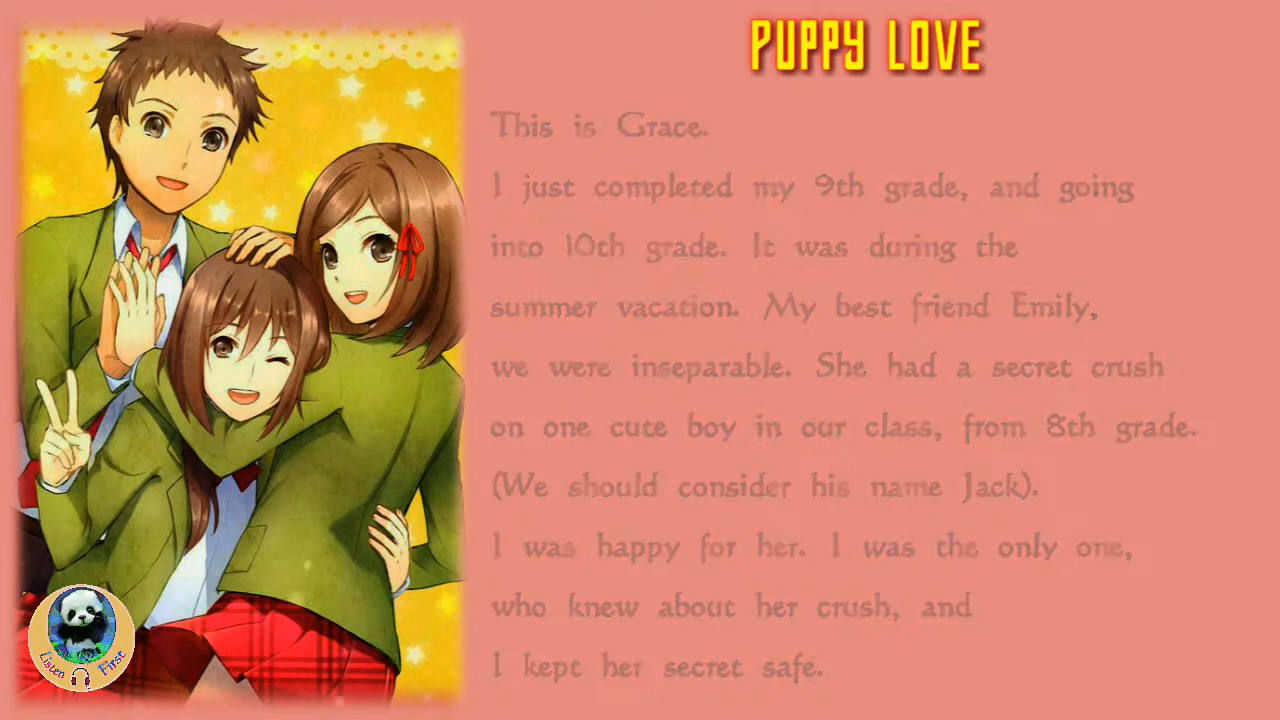 PUPPY LOVE
This is Grace.
I just completed my 9th grade, and going
into 10th grade. It was during the
summer vacation. My best friend Emily,
we were inseparable. She had a secret crush
on one cute boy in our class, from 8th grade.
(We should consider his name Jack).
I was happy for her. I was the only one,
who knew about her crush, and
I kept her secret safe.
Listen First